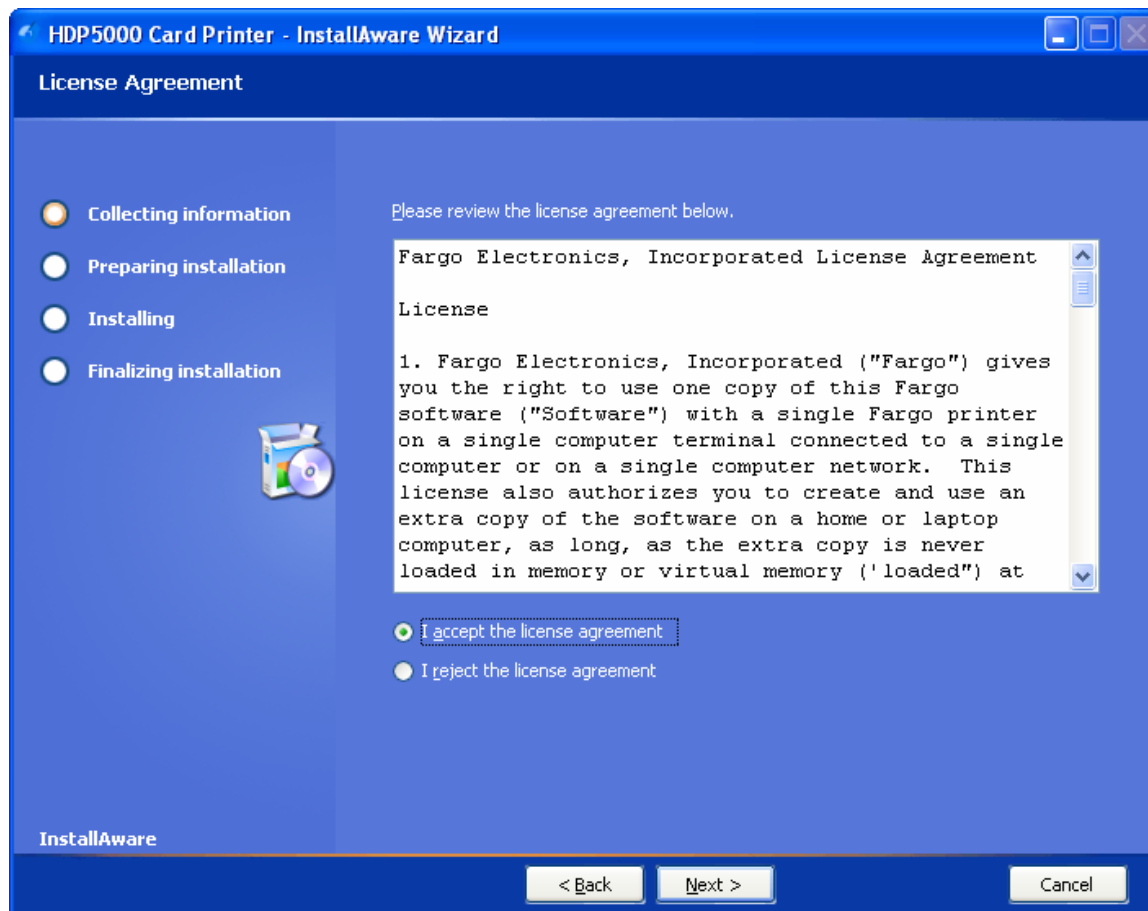 HDP5000 Card Printer - InstallAware Wizard
License Agreement
Collecting information
Preparing installation
Installing
Finalizing installation
Please review the license agreement below.
Fargo Electronics, Incorporated License Agreement
License
1. Fargo Electronics, Incorporated ("Fargo") gives
you the right to use one copy of this Fargo
software ("Software") with a single Fargo printer
on a single computer terminal connected to a single
computer or on a single computer network.  This
license also authorizes you to create and use an
extra copy of the software on a home or laptop
computer, as long, as the extra copy is never
loaded in memory or virtual memory ('loaded") at
I accept the license agreement
I reject the license agreement
InstallAware
< Back
Next >
Cancel